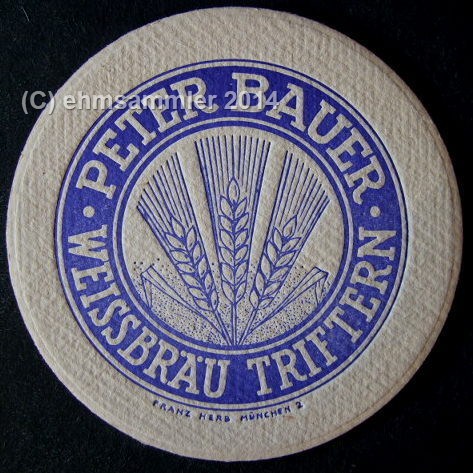 (C) ehmsammler 2014
· PETER BAUER ·
WEISSBRÄU TRIFTERN
FRANZ HERB MÜNCHEN 2